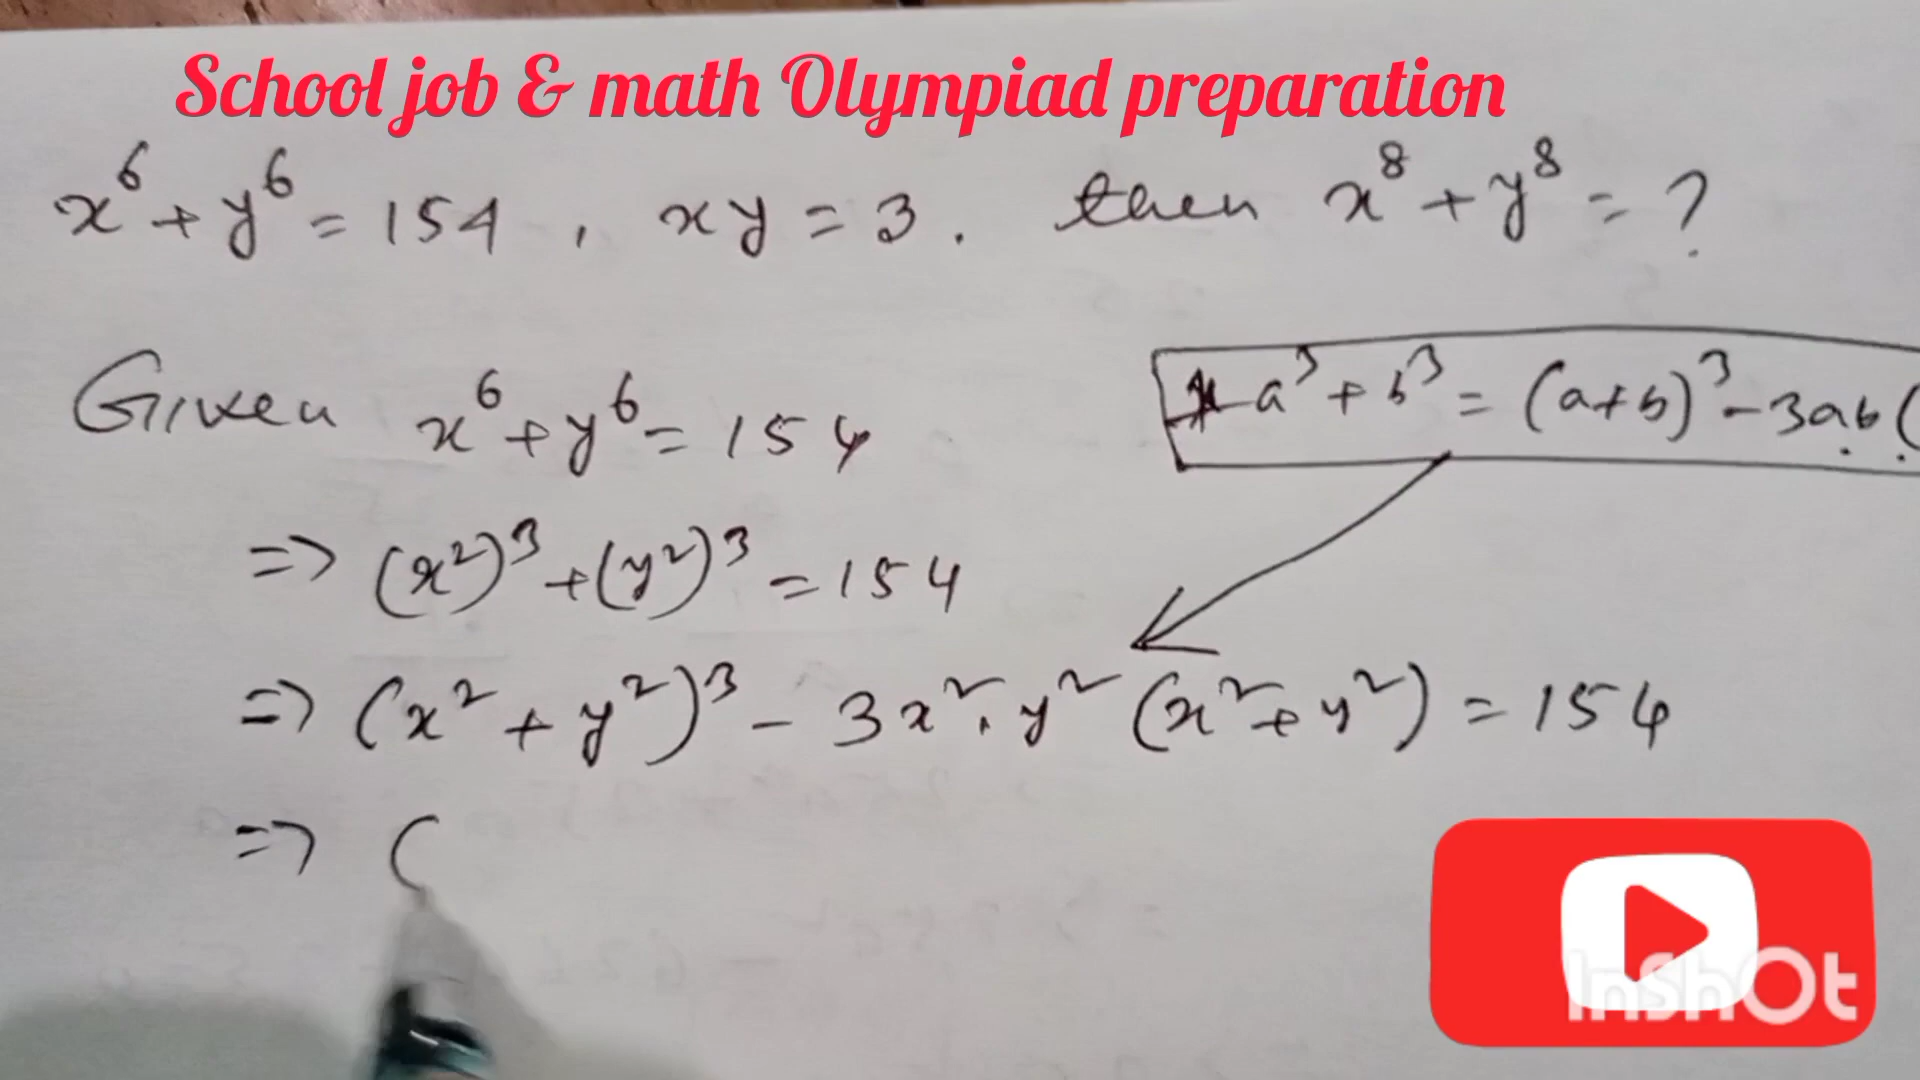 School job & math Olympiad preparation
x⁶ + y⁶ = 154 , xy = 3 . then x⁸ + y⁸ = ?
Given x⁶ + y⁶ = 154
a³ + b³ = (a+b)³ - 3ab (
=> (x²)³ + (y²)³ = 154
=> (x² + y²)³ - 3x² . y² (x² + y²) = 154
=> (
InShOt